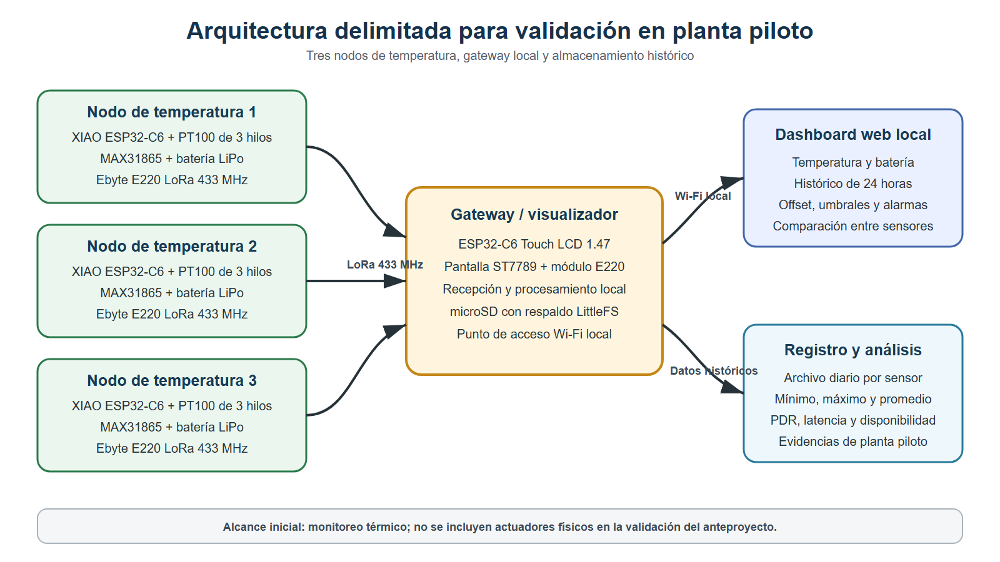 Arquitectura delimitada para validación en planta piloto
Tres nodos de temperatura, gateway local y almacenamiento histórico
Nodo de temperatura 1
XIAO ESP32-C6 + PT100 de 3 hilos
MAX31865 + batería LiPo
Ebyte E220 LoRa 433 MHz
Nodo de temperatura 2
XIAO ESP32-C6 + PT100 de 3 hilos
MAX31865 + batería LiPo
Ebyte E220 LoRa 433 MHz
Nodo de temperatura 3
XIAO ESP32-C6 + PT100 de 3 hilos
MAX31865 + batería LiPo
Ebyte E220 LoRa 433 MHz
LoRa 433 MHz
Gateway / visualizador
ESP32-C6 Touch LCD 1.47
Pantalla ST7789 + módulo E220
Recepción y procesamiento local
microSD con respaldo LittleFS
Punto de acceso Wi-Fi local
Wi-Fi local
Dashboard web local
Temperatura y batería
Histórico de 24 horas
Offset, umbrales y alarmas
Comparación entre sensores
Datos históricos
Registro y análisis
Archivo diario por sensor
Mínimo, máximo y promedio
PDR, latencia y disponibilidad
Evidencias de planta piloto
Alcance inicial: monitoreo térmico; no se incluyen actuadores físicos en la validación del anteproyecto.